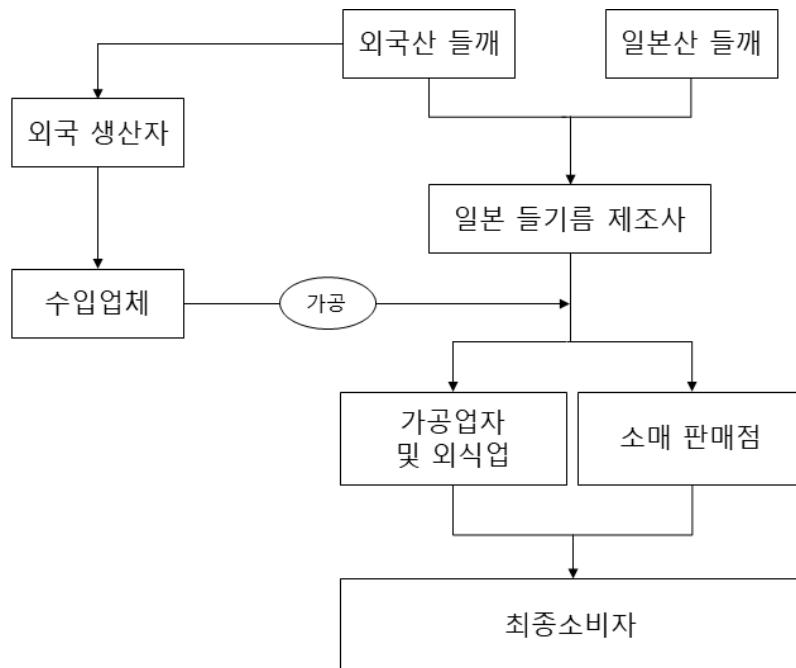 외국산 들깨
일본산 들깨
외국 생산자
일본 들기름 제조사
수입업체
가공
가공업자
및 외식업
소매 판매점
최종소비자